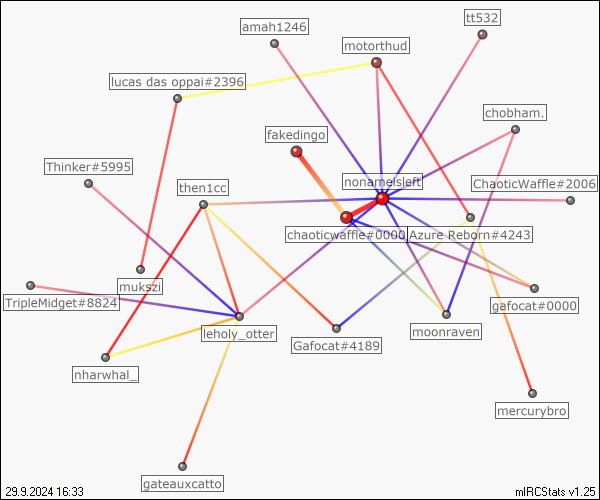 tt532
amah1246
motorthud
lucas das oppai#2396
chobham.
fakedingo
Thinker#5995
nonameisleft
then1cc
ChaoticWaffle#2006
chaoticwaffle#0000
Azure Reborn#4243
mukszi
TripleMidget#8824
gafocat#0000
leholy_otter
Gafocat#4189
moonraven
nharwhal_
mercurybro
gateauxcatto
29.9.2024 16:33
mIRCStats v1.25